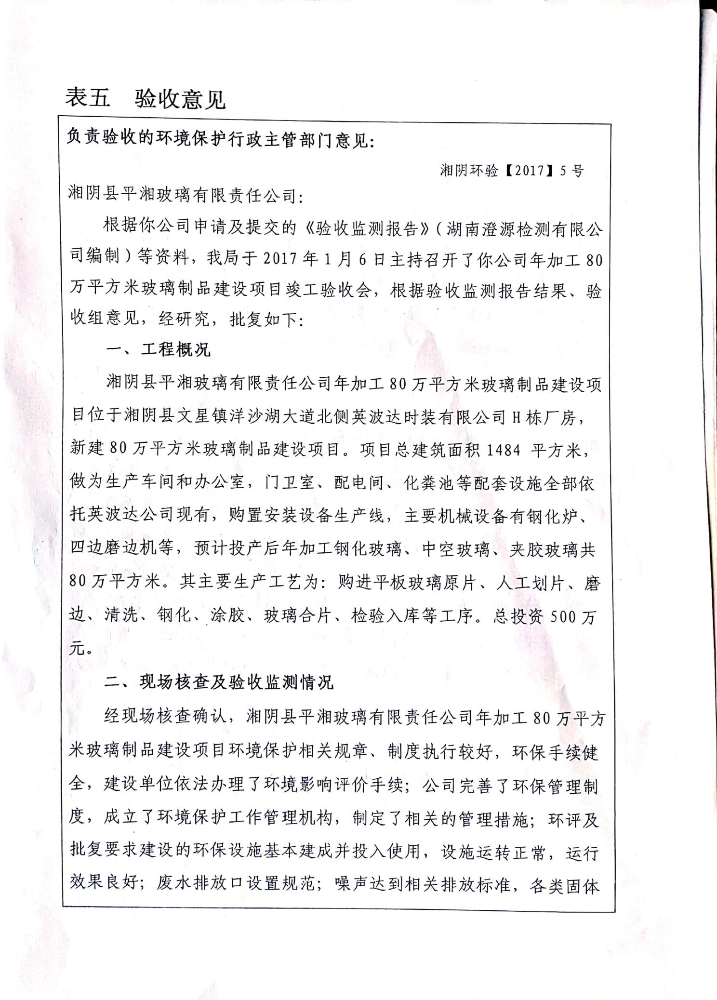 表五 验收意见
负责验收的环境保护行政主管部门意见：
湘阴环验【2017】5号
湘阴县平湘玻璃有限责任公司：
根据你公司申请及提交的《验收监测报告》（湖南澄源检测有限公
司编制）等资料，我局于2017年1月6日主持召开了你公司年加工80
万平方米玻璃制品建设项目竣工验收会，根据验收监测报告结果、验
收组意见，经研究，批复如下：
一、工程概况
湘阴县平湘玻璃有限责任公司年加工80万平方米玻璃制品建设项
目位于湘阴县文星镇洋沙湖大道北侧英波达时装有限公司H栋厂房，
新建80万平方米玻璃制品建设项目。项目总建筑面积1484 平方米，
做为生产车间和办公室，门卫室、配电间、化粪池等配套设施全部依
托英波达公司现有，购置安装设备生产线，主要机械设备有钢化炉、
四边磨边机等，预计投产后年加工钢化玻璃、中空玻璃、夹胶玻璃共
80万平方米。其主要生产工艺为：购进平板玻璃原片、人工划片、磨
边、清洗、钢化、涂胶、玻璃合片、检验入库等工序。总投资500万
元。
二、现场核查及验收监测情况
经现场核查确认，湘阴县平湘玻璃有限责任公司年加工80万平方
米玻璃制品建设项目环境保护相关规章、制度执行较好，环保手续健
全，建设单位依法办理了环境影响评价手续；公司完善了环保管理制
度，成立了环境保护工作管理机构，制定了相关的管理措施；环评及
批复要求建设的环保设施基本建成并投入使用，设施运转正常，运行
效果良好；废水排放口设置规范；噪声达到相关排放标准，各类固体